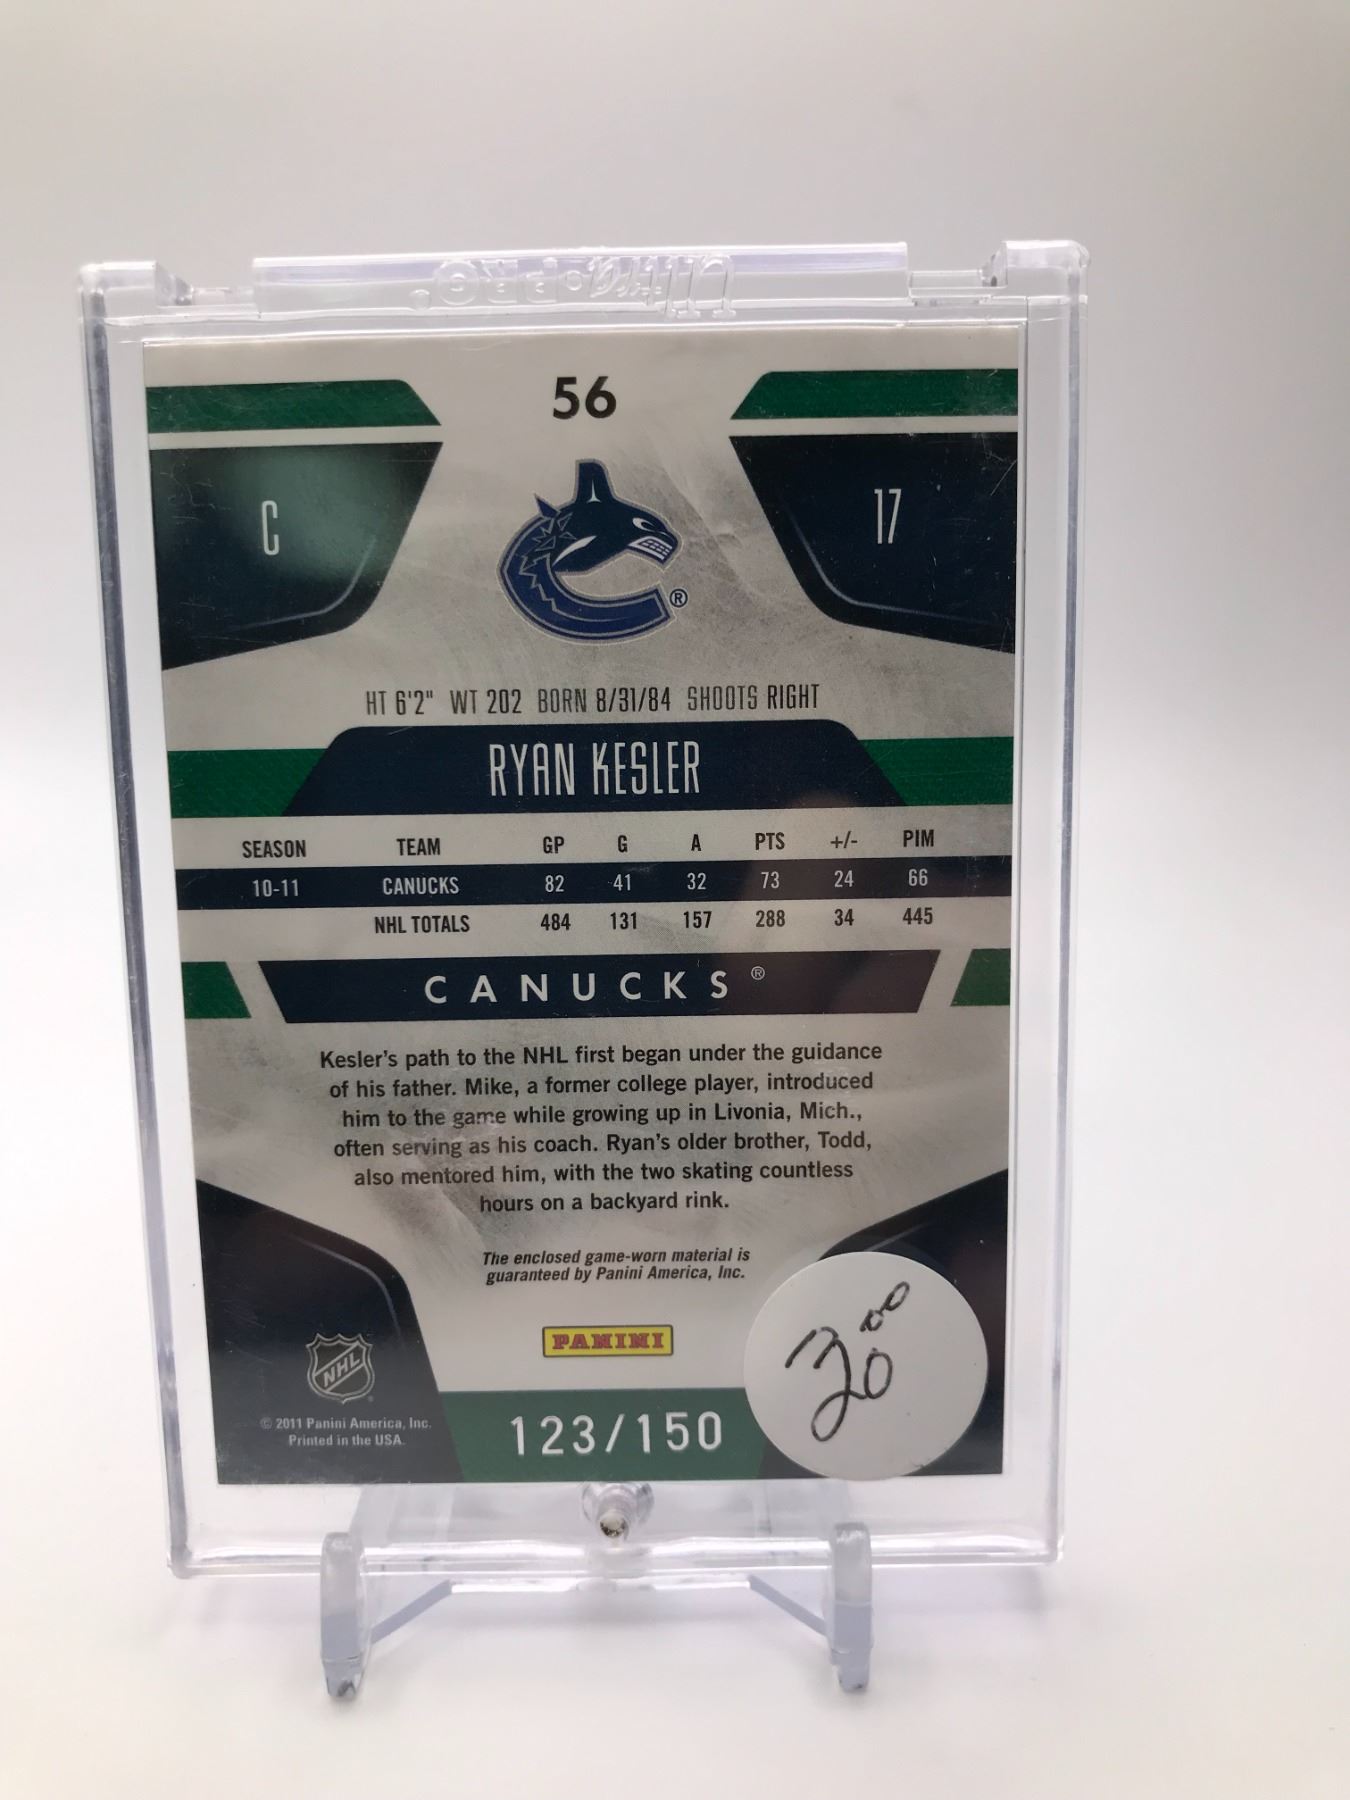 Ultra•PRO®
56
C
17
®
HT 6'2" WT 202 BORN 8/31/84 SHOOTS RIGHT
RYAN KESLER
SEASON TEAM GP G A PTS +/- PIM
10-11 CANUCKS 82 41 32 73 24 66
NHL TOTALS 484 131 157 288 34 445
CANUCKS®
Kesler's path to the NHL first began under the guidance
of his father. Mike, a former college player, introduced
him to the game while growing up in Livonia, Mich.,
often serving as his coach. Ryan's older brother, Todd,
also mentored him, with the two skating countless
hours on a backyard rink.
The enclosed game-worn material is
guaranteed by Panini America, Inc.
PANINI
NHL
© 2011 Panini America, Inc.
Printed in the USA.
123/150